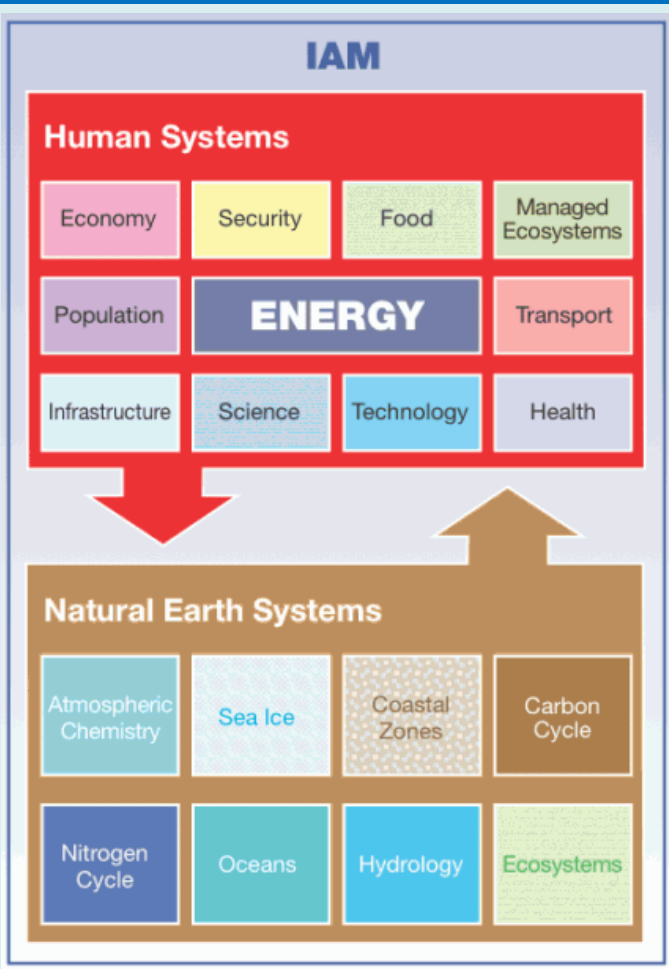 IAM
Human Systems
Economy
Security
Food
Managed
Ecosystems
Population
ENERGY
Transport
Infrastructure
Science
Technology
Health
Natural Earth Systems
Atmospheric
Chemistry
Sea Ice
Coastal
Zones
Carbon
Cycle
Nitrogen
Cycle
Oceans
Hydrology
Ecosystems